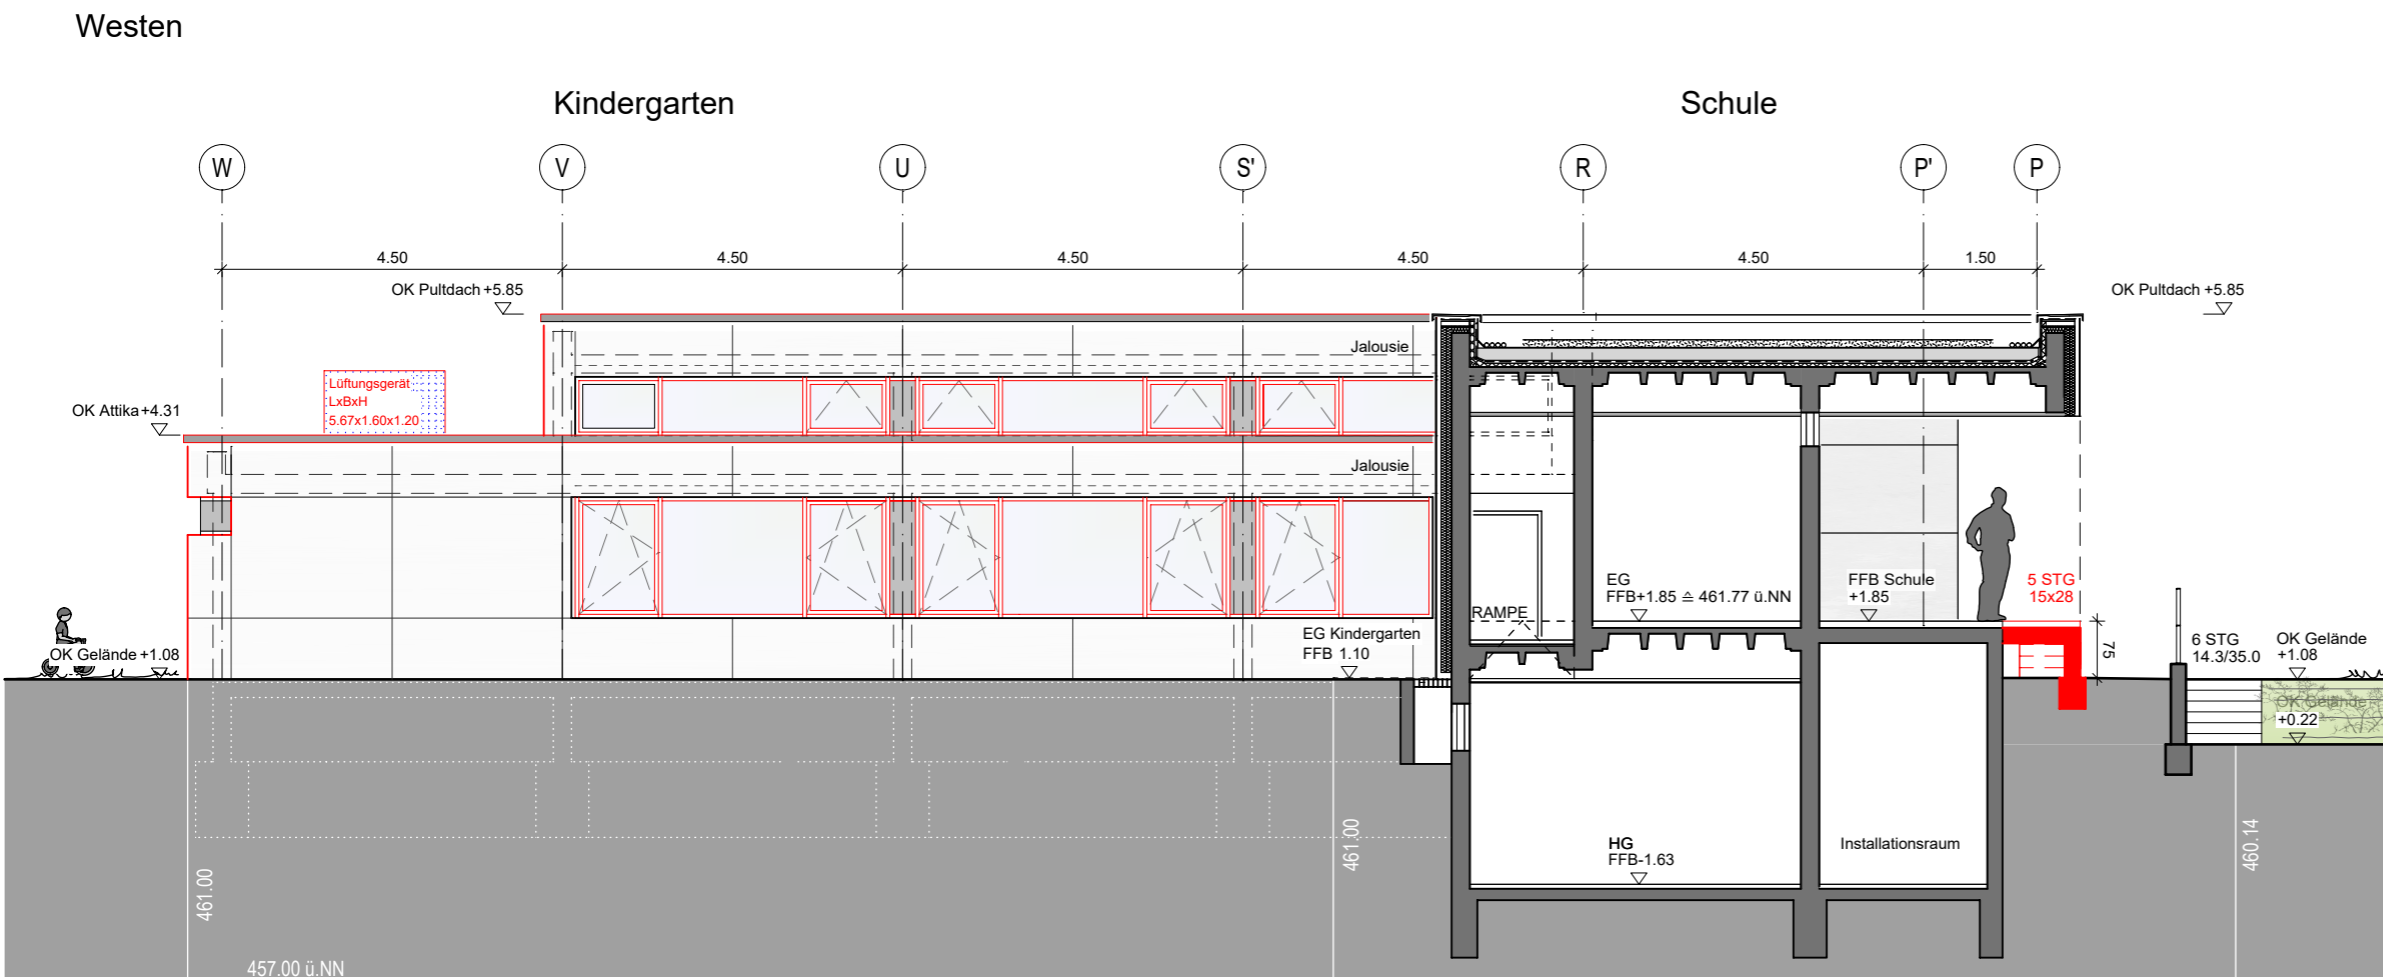 Westen
Kindergarten
Schule
W
V
U
S'
R
P'
P
4.50
4.50
4.50
4.50
4.50
1.50
OK Pultdach +5.85
OK Pultdach +5.85
Jalousie
Lüftungsgerät
LxBxH
5.67x1.60x1.20
OK Attika +4.31
Jalousie
EG
FFB+1.85 ≙ 461.77 ü.NN
FFB Schule
+1.85
5 STG
15x28
RAMPE
EG Kindergarten
FFB 1.10
OK Gelände +1.08
75
6 STG
14.3/35.0
OK Gelände
+1.08
OK Gelände
+0.22
HG
FFB-1.63
Installationsraum
461.00
461.00
460.14
457.00 ü.NN